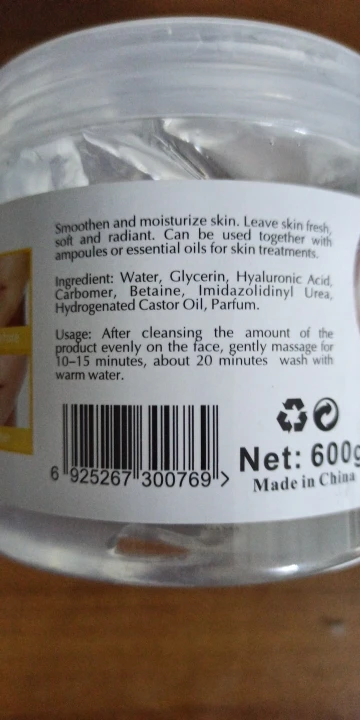 Smoothen and moisturize skin. Leave skin fresh,
soft and radiant. Can be used together with
ampoules or essential oils for skin treatments.
Ingredient: Water, Glycerin, Hyaluronic Acid,
Carbomer, Betaine, Imidazolidinyl Urea,
Hydrogenated Castor Oil, Parfum.
Usage: After cleansing the amount of the
product evenly on the face, gently massage for
10–15 minutes, about 20 minutes wash with
warm water.
6 925267 300769 >
Net: 600g
Made in China